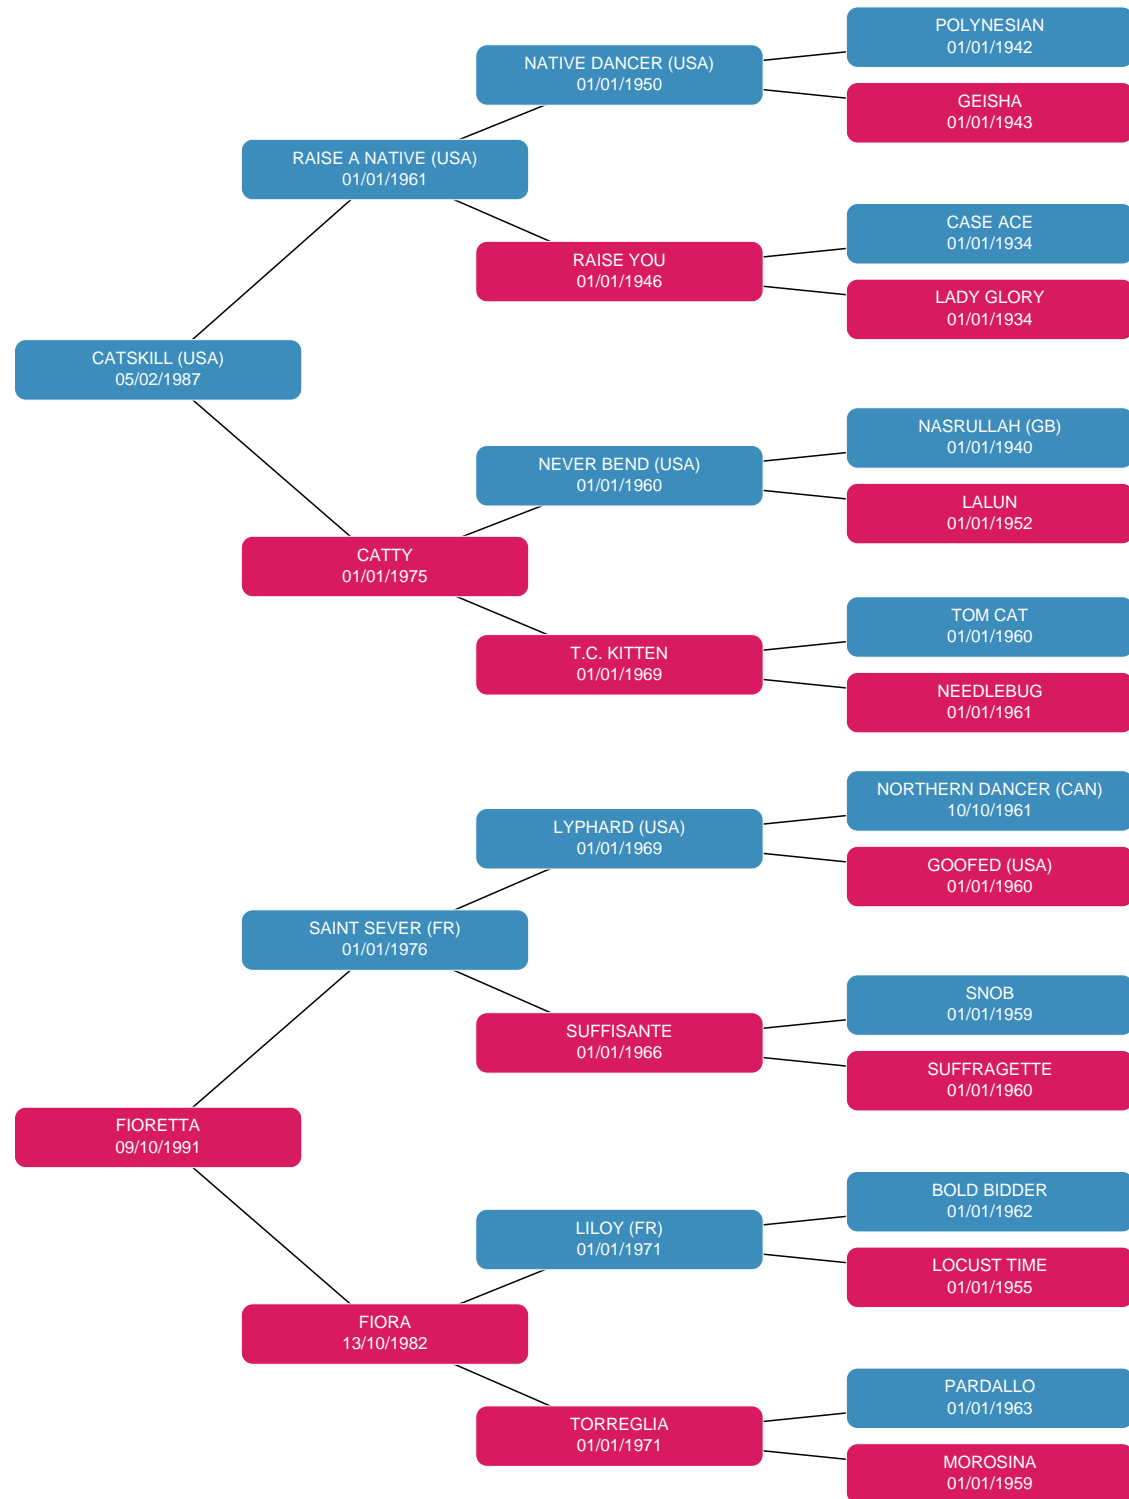 POLYNESIAN
01/01/1942
NATIVE DANCER (USA)
01/01/1950
GEISHA
01/01/1943
RAISE A NATIVE (USA)
01/01/1961
CASE ACE
01/01/1934
RAISE YOU
01/01/1946
LADY GLORY
01/01/1934
CATSKILL (USA)
05/02/1987
NASRULLAH (GB)
01/01/1940
NEVER BEND (USA)
01/01/1960
LALUN
01/01/1952
CATTY
01/01/1975
TOM CAT
01/01/1960
T.C. KITTEN
01/01/1969
NEEDLEBUG
01/01/1961
NORTHERN DANCER (CAN)
10/10/1961
LYPHARD (USA)
01/01/1969
GOOFED (USA)
01/01/1960
SAINT SEVER (FR)
01/01/1976
SNOB
01/01/1959
SUFFISANTE
01/01/1966
SUFFRAGETTE
01/01/1960
FIORETTA
09/10/1991
BOLD BIDDER
01/01/1962
LILOY (FR)
01/01/1971
LOCUST TIME
01/01/1955
FIORA
13/10/1982
PARDALLO
01/01/1963
TORREGLIA
01/01/1971
MOROSINA
01/01/1959